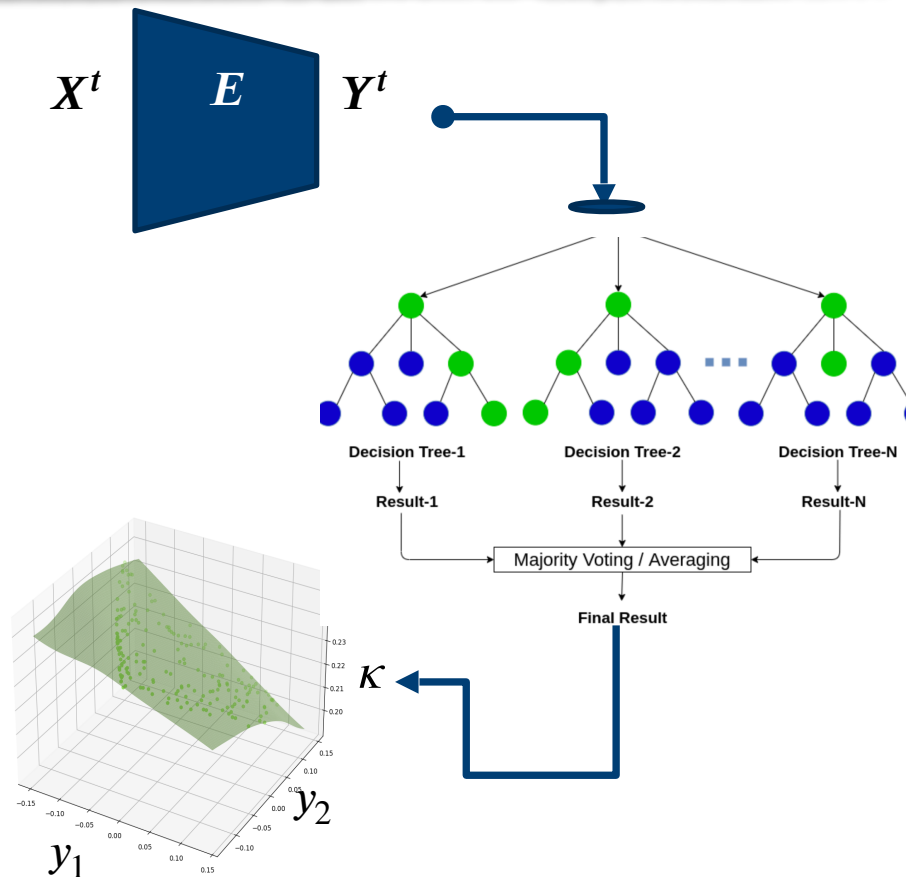 X^t E Y^t
Decision Tree-1 Decision Tree-2 Decision Tree-N
Result-1 Result-2 Result-N
Majority Voting / Averaging
Final Result
κ
0.23
0.22
0.21
0.20
0.15
0.10
0.05
0.00
−0.05
−0.10
y₂
−0.15
−0.10
−0.05
0.00
0.05
0.10
0.15
y₁